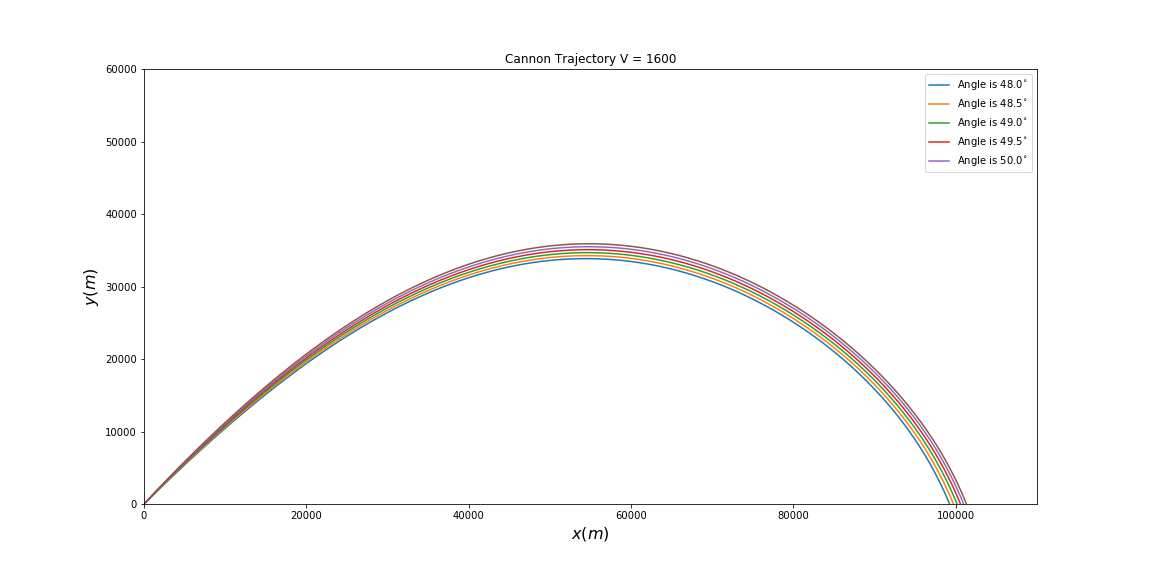 Cannon Trajectory V = 1600
60000
50000
40000
30000
20000
10000
0
y(m)
0 20000 40000 60000 80000 100000
x(m)
Angle is 48.0°
Angle is 48.5°
Angle is 49.0°
Angle is 49.5°
Angle is 50.0°